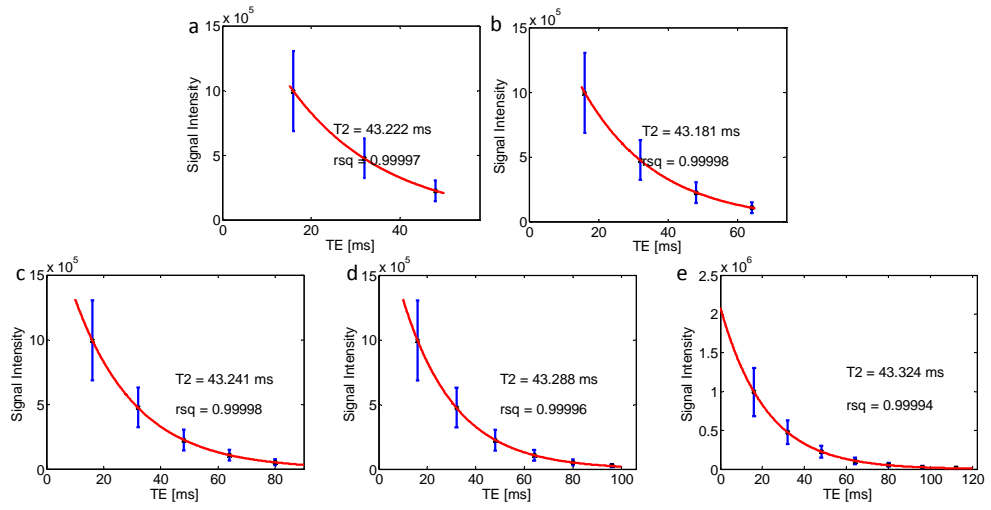 a
x 10^5
15
10
5
0
Signal Intensity
T2 = 43.222 ms
rsq = 0.99997
0 20 40
TE [ms]
b
x 10^5
15
10
5
0
Signal Intensity
T2 = 43.181 ms
rsq = 0.99998
0 20 40 60
TE [ms]
c
x 10^5
15
10
5
0
Signal Intensity
T2 = 43.241 ms
rsq = 0.99998
0 20 40 60 80
TE [ms]
d
x 10^5
15
10
5
0
Signal Intensity
T2 = 43.288 ms
rsq = 0.99996
0 20 40 60 80 100
TE [ms]
e
x 10^6
2.5
2
1.5
1
0.5
0
Signal Intensity
T2 = 43.324 ms
rsq = 0.99994
0 20 40 60 80 100 120
TE [ms]